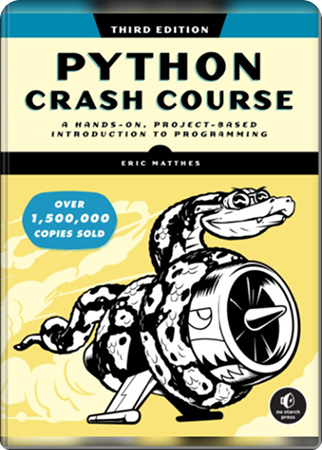 THIRD EDITION
PYTHON
CRASH COURSE
A HANDS-ON, PROJECT-BASED
INTRODUCTION TO PROGRAMMING
ERIC MATTHES
OVER
1,500,000
COPIES SOLD
no starch
press